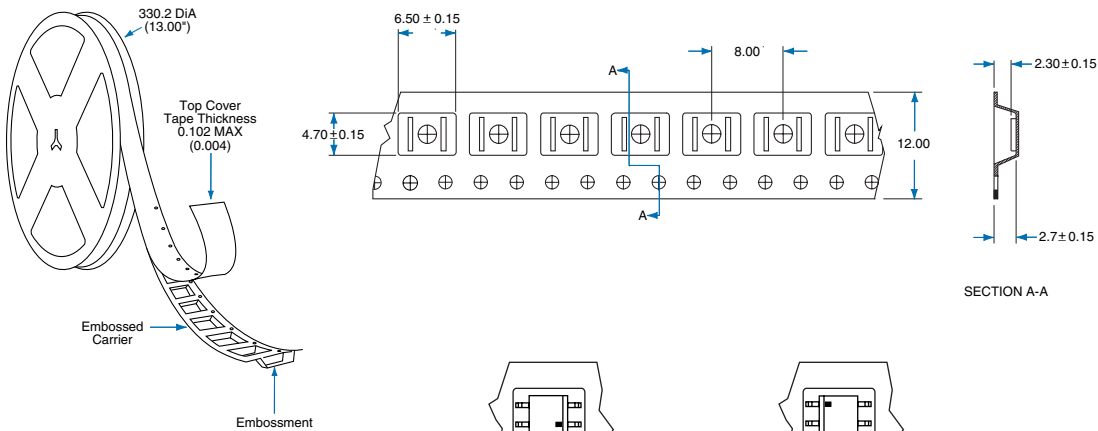 330.2 DiA
(13.00")
Top Cover
Tape Thickness
0.102 MAX
(0.004)
Embossed
Carrier
Embossment
6.50 ± 0.15
A
8.00
4.70±0.15
12.00
A
2.30±0.15
2.7±0.15
SECTION A-A